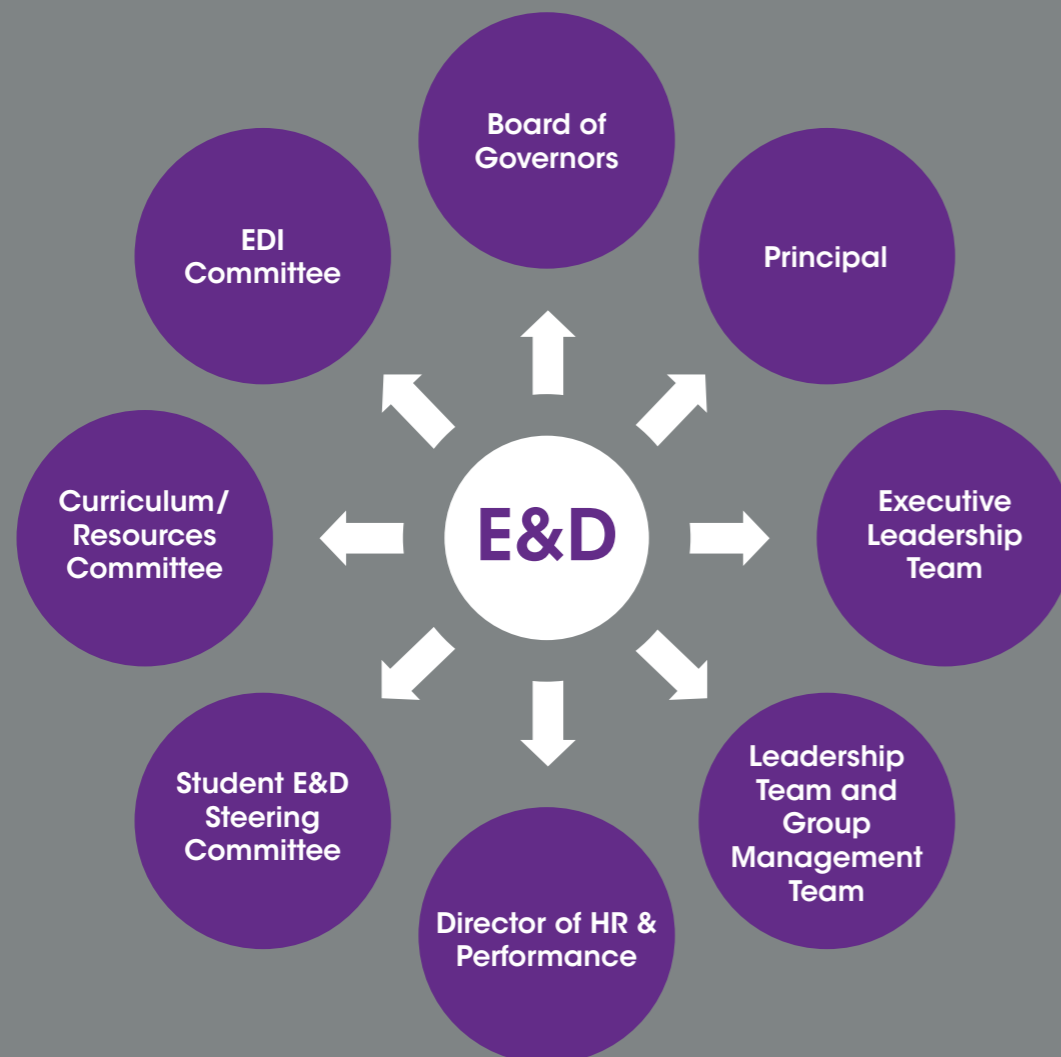 Board of
Governors
Principal
Executive
Leadership
Team
Leadership
Team and
Group
Management
Team
Director of HR &
Performance
Student E&D
Steering
Committee
Curriculum/
Resources
Committee
EDI
Committee
E&D